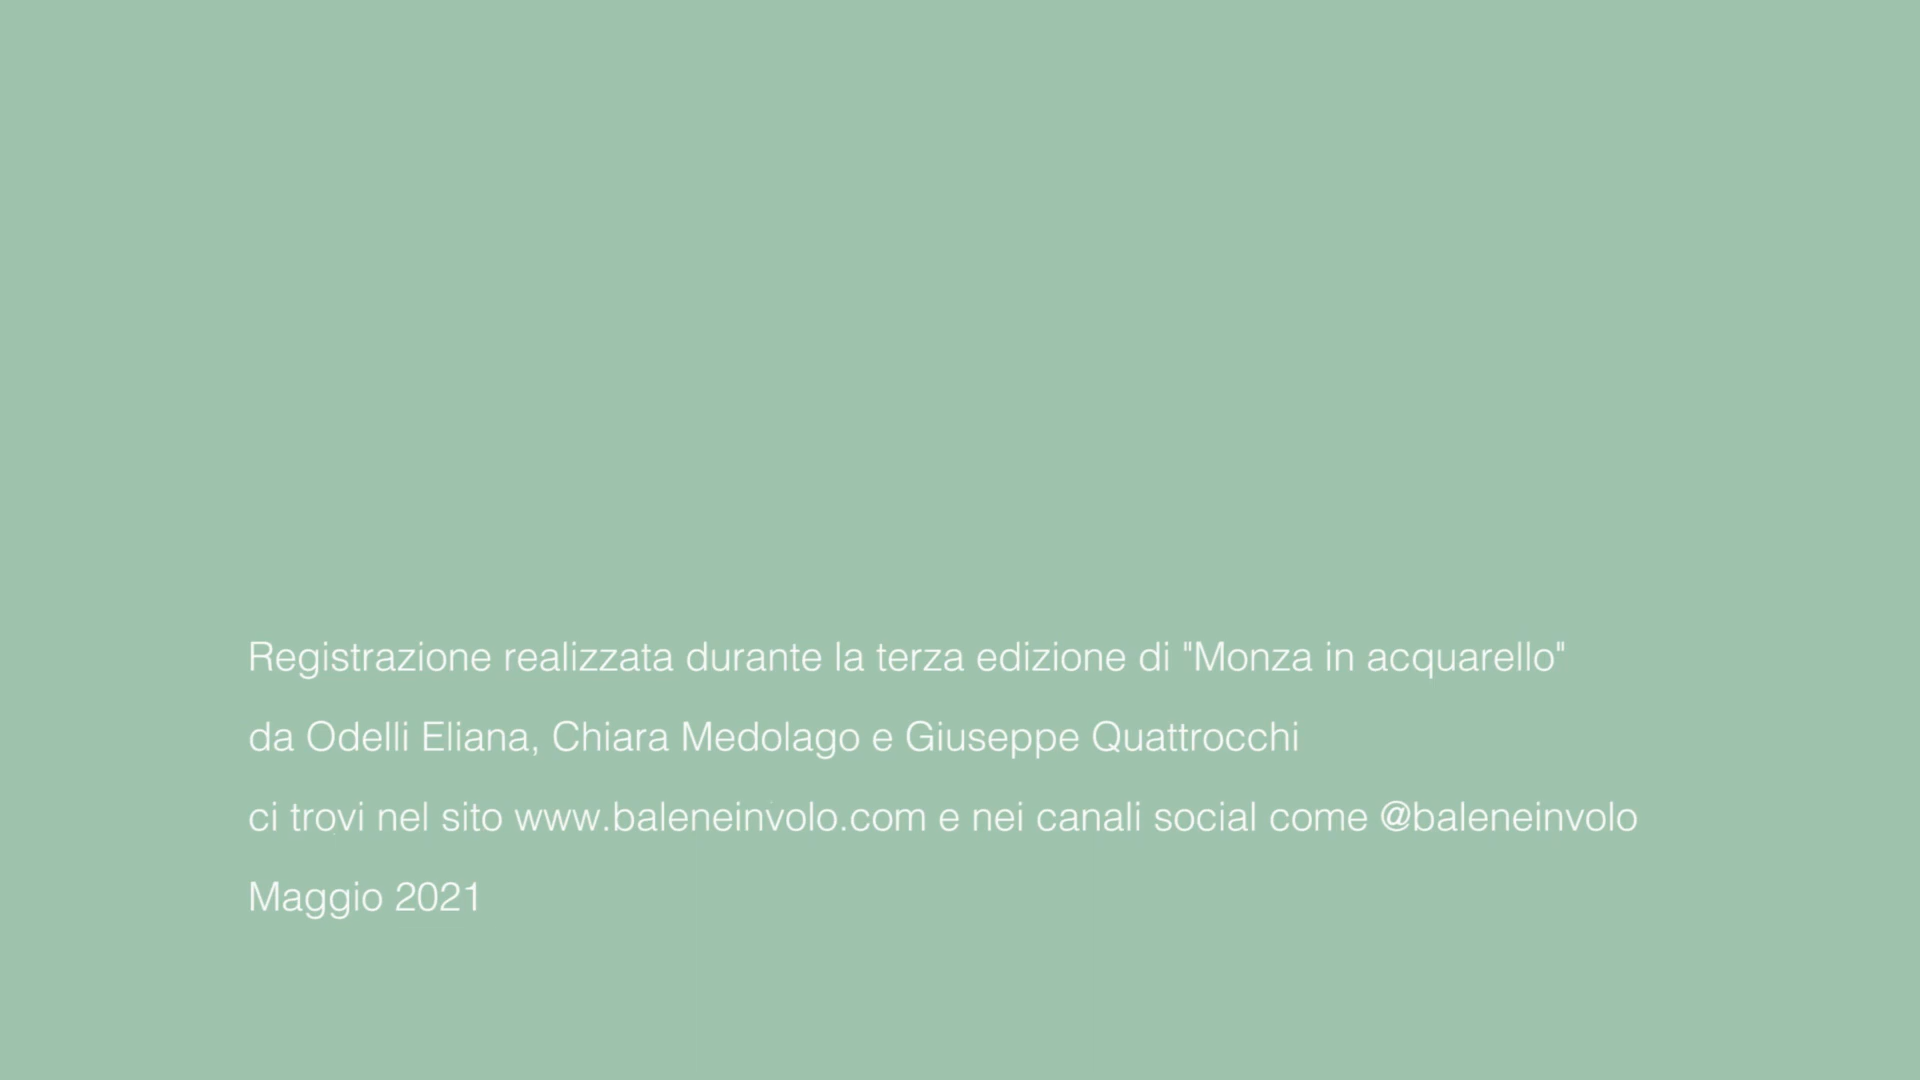 Registrazione realizzata durante la terza edizione di "Monza in acquarello"
da Odelli Eliana, Chiara Medolago e Giuseppe Quattrocchi
ci trovi nel sito www.baleneinvolo.com e nei canali social come @baleneinvolo
Maggio 2021